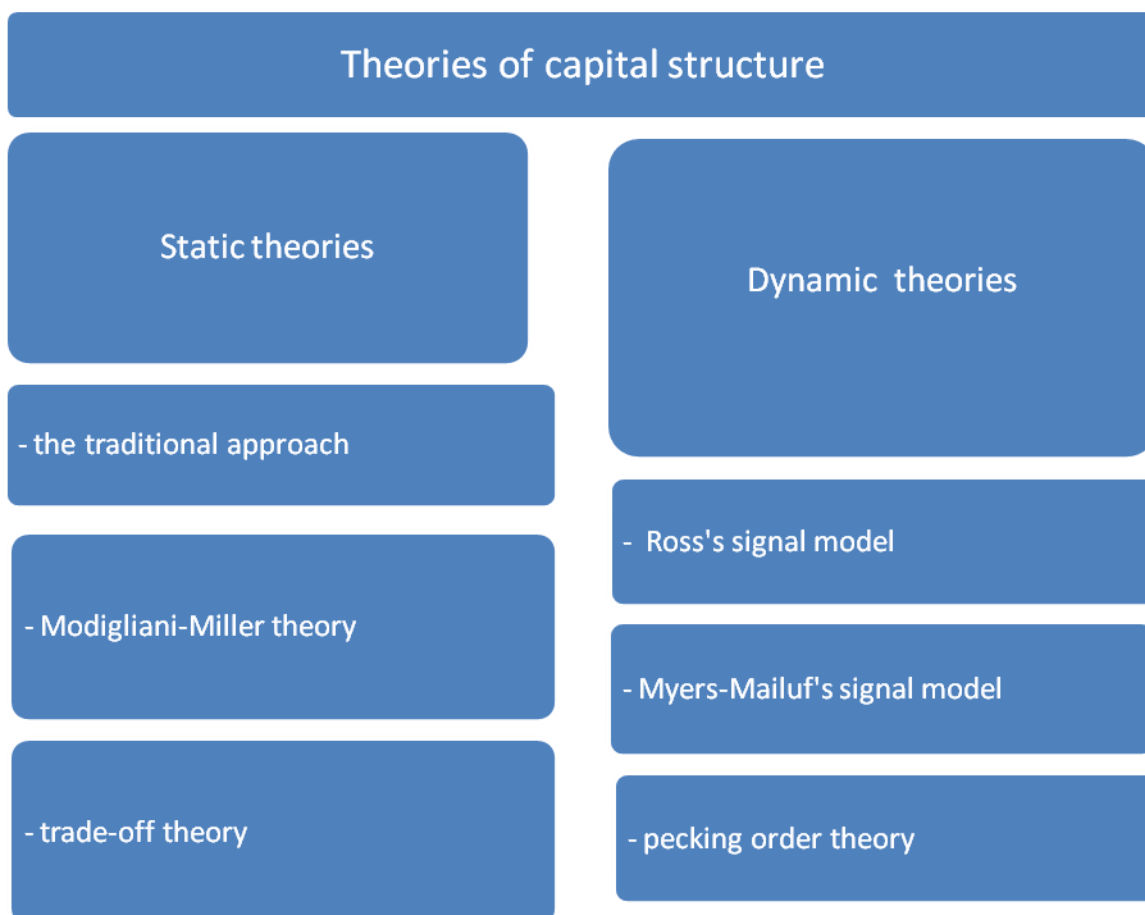 Theories of capital structure
Static theories
- the traditional approach
- Modigliani-Miller theory
- trade-off theory
Dynamic theories
- Ross's signal model
- Myers-Mailuf's signal model
- pecking order theory